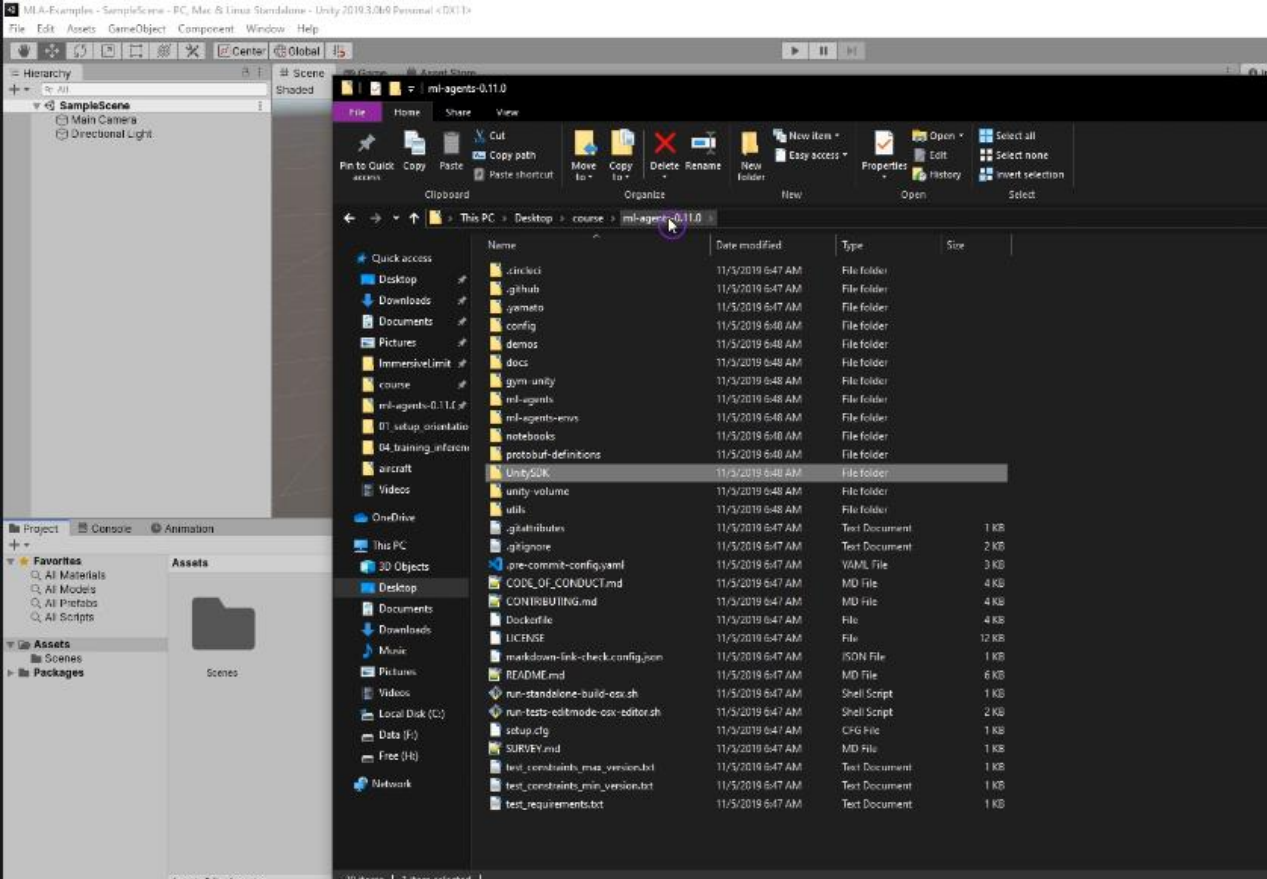 MLA-Examples - SampleScene - PC, Mac & Linux Standalone - Unity 2019.3.0b9 Personal <DX11>
File Edit Assets GameObject Component Window Help
Center Global
Hierarchy
All
SampleScene
Main Camera
Directional Light
Scene Game Asset Store
Shaded
ml-agents-0.11.0
File Home Share View
Pin to Quick access
Copy
Paste
Cut
Copy path
Paste shortcut
Clipboard
Move to
Copy to
Delete
Rename
Organize
New folder
New item
Easy access
New
Properties
Open
Edit
History
Open
Select all
Select none
Invert selection
Select
This PC > Desktop > course > ml-agents-0.11.0 >
Quick access
Desktop
Downloads
Documents
Pictures
ImmersiveLimit
course
ml-agents-0.11.0
01_setup_orientatio
04_training_inferen
aircraft
Videos
OneDrive
This PC
3D Objects
Desktop
Documents
Downloads
Music
Pictures
Videos
Local Disk (C:)
Data (F:)
Free (H:)
Network
Name Date modified Type Size
.circleci 11/5/2019 6:47 AM File folder
.github 11/5/2019 6:47 AM File folder
.yamato 11/5/2019 6:47 AM File folder
config 11/5/2019 6:48 AM File folder
demos 11/5/2019 6:48 AM File folder
docs 11/5/2019 6:48 AM File folder
gym-unity 11/5/2019 6:48 AM File folder
ml-agents 11/5/2019 6:48 AM File folder
ml-agents-envs 11/5/2019 6:48 AM File folder
notebooks 11/5/2019 6:48 AM File folder
protobuf-definitions 11/5/2019 6:48 AM File folder
UnitySDK 11/5/2019 6:48 AM File folder
unity-volume 11/5/2019 6:48 AM File folder
utils 11/5/2019 6:48 AM File folder
.gitattributes 11/5/2019 6:47 AM Text Document 1 KB
.gitignore 11/5/2019 6:47 AM Text Document 2 KB
.pre-commit-config.yaml 11/5/2019 6:47 AM YAML File 3 KB
CODE_OF_CONDUCT.md 11/5/2019 6:47 AM MD File 4 KB
CONTRIBUTING.md 11/5/2019 6:47 AM MD File 4 KB
Dockerfile 11/5/2019 6:47 AM File 4 KB
LICENSE 11/5/2019 6:47 AM File 12 KB
markdown-link-check.config.json 11/5/2019 6:47 AM JSON File 1 KB
README.md 11/5/2019 6:47 AM MD File 6 KB
run-standalone-build-osx.sh 11/5/2019 6:47 AM Shell Script 1 KB
run-tests-editmode-osx-editor.sh 11/5/2019 6:47 AM Shell Script 2 KB
setup.cfg 11/5/2019 6:47 AM CFG File 1 KB
SURVEY.md 11/5/2019 6:47 AM MD File 1 KB
test_constraints_max_version.txt 11/5/2019 6:47 AM Text Document 1 KB
test_constraints_min_version.txt 11/5/2019 6:47 AM Text Document 1 KB
test_requirements.txt 11/5/2019 6:47 AM Text Document 1 KB
Project Console Animation
Favorites
All Materials
All Models
All Prefabs
All Scripts
Assets
Scenes
Packages
Assets
Scenes